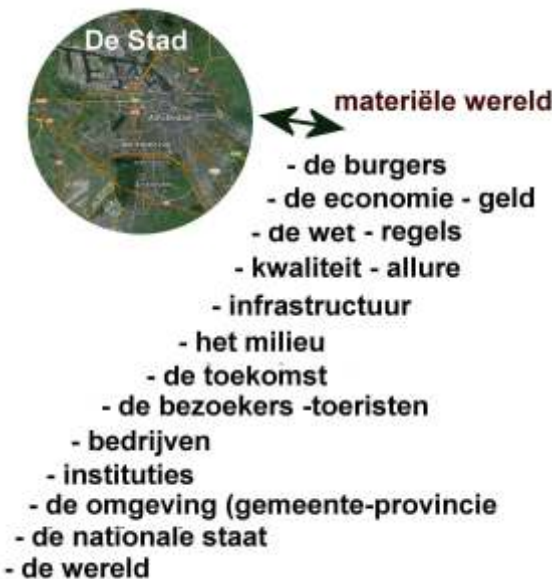 De Stad
Amsterdam
materiële wereld
- de burgers
- de economie - geld
- de wet - regels
- kwaliteit - allure
- infrastructuur
- het milieu
- de toekomst
- de bezoekers -toeristen
- bedrijven
- instituties
- de omgeving (gemeente-provincie
- de nationale staat
- de wereld